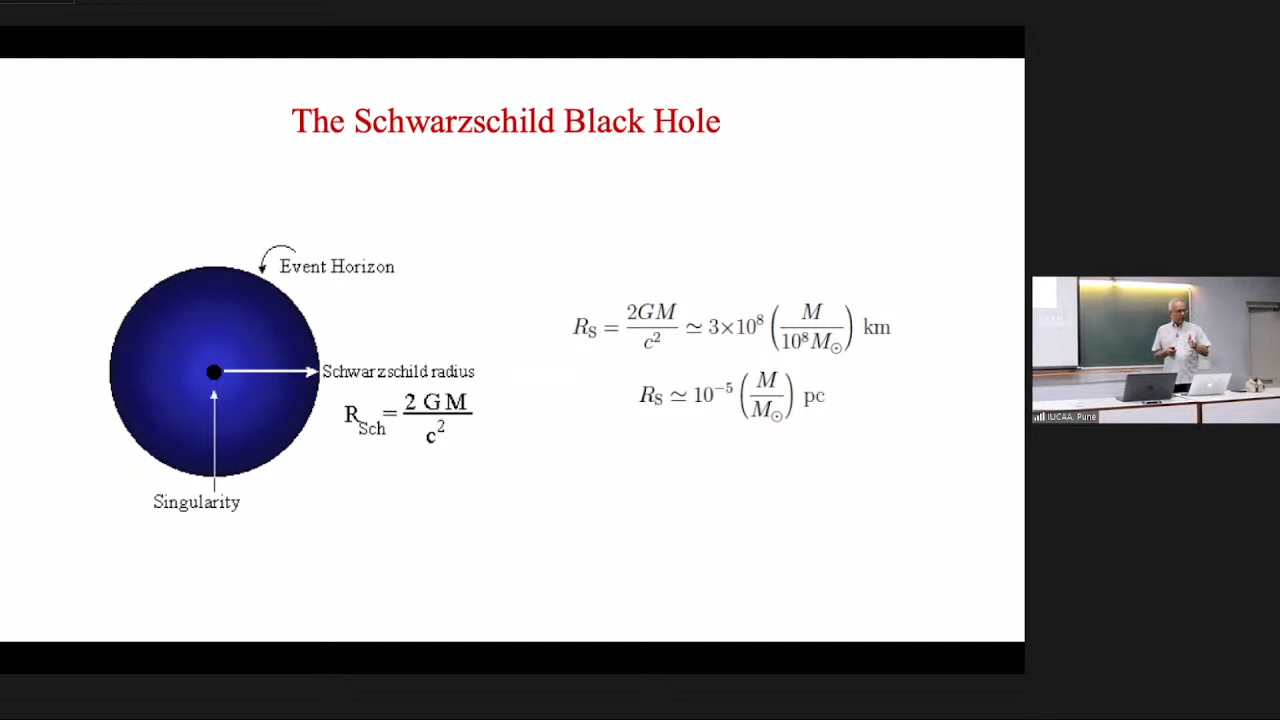 The Schwarzschild Black Hole
Event Horizon
Schwarzschild radius
R_Sch = 2 G M / c²
Singularity
R_S = 2GM / c² ≃ 3×10⁸ (M / 10⁸M_⊙) km
R_S ≃ 10⁻⁵ (M / M_⊙) pc
IUCAA, Pune